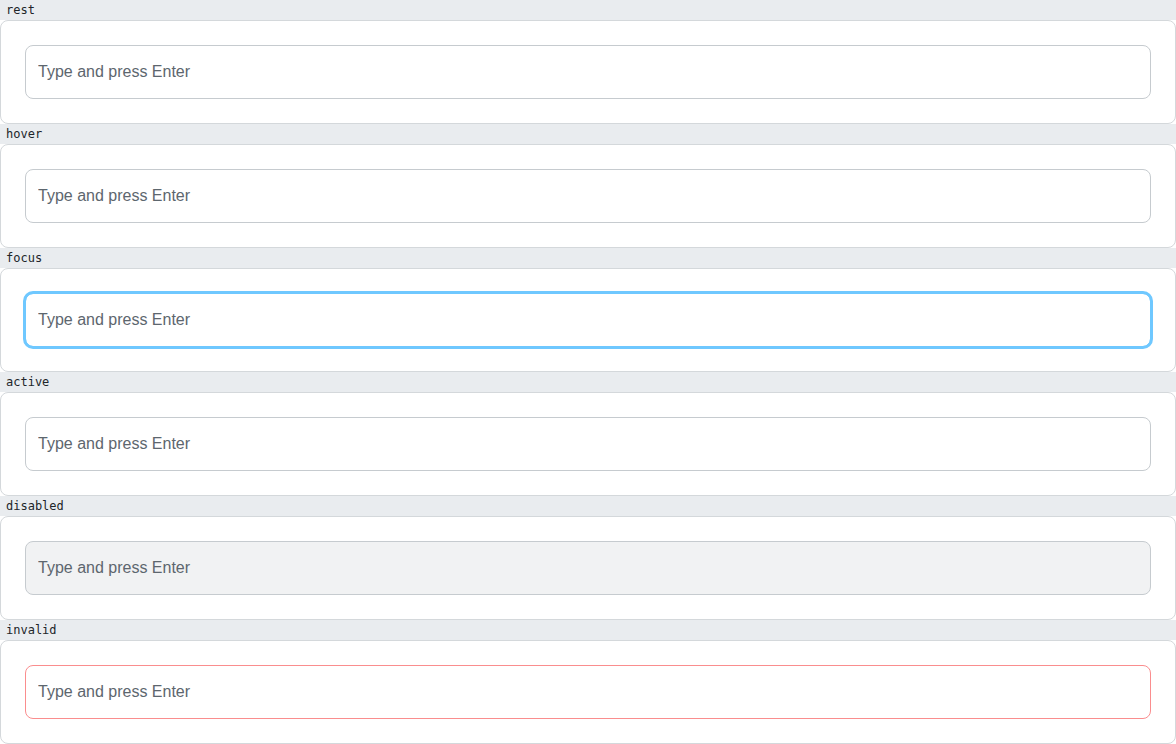 rest
Type and press Enter
hover
Type and press Enter
focus
Type and press Enter
active
Type and press Enter
disabled
Type and press Enter
invalid
Type and press Enter